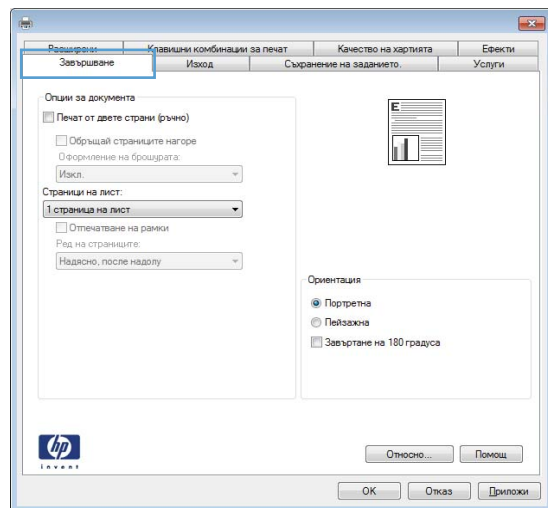 Разширени Клавишни комбинации за печат Качество на хартията Ефекти
Завършване Изход Съхранение на заданието. Услуги
Опции за документа
Печат от двете страни (ръчно)
Обръщай страниците нагоре
Оформление на брошурата:
Изкл.
Страници на лист:
1 страница на лист
Отпечатване на рамки
Ред на страниците:
Надясно, после надолу
E
Ориентация
Портретна
Пейзажна
Завъртане на 180 градуса
hp
invent
Относно... Помощ
OK Отказ Приложи